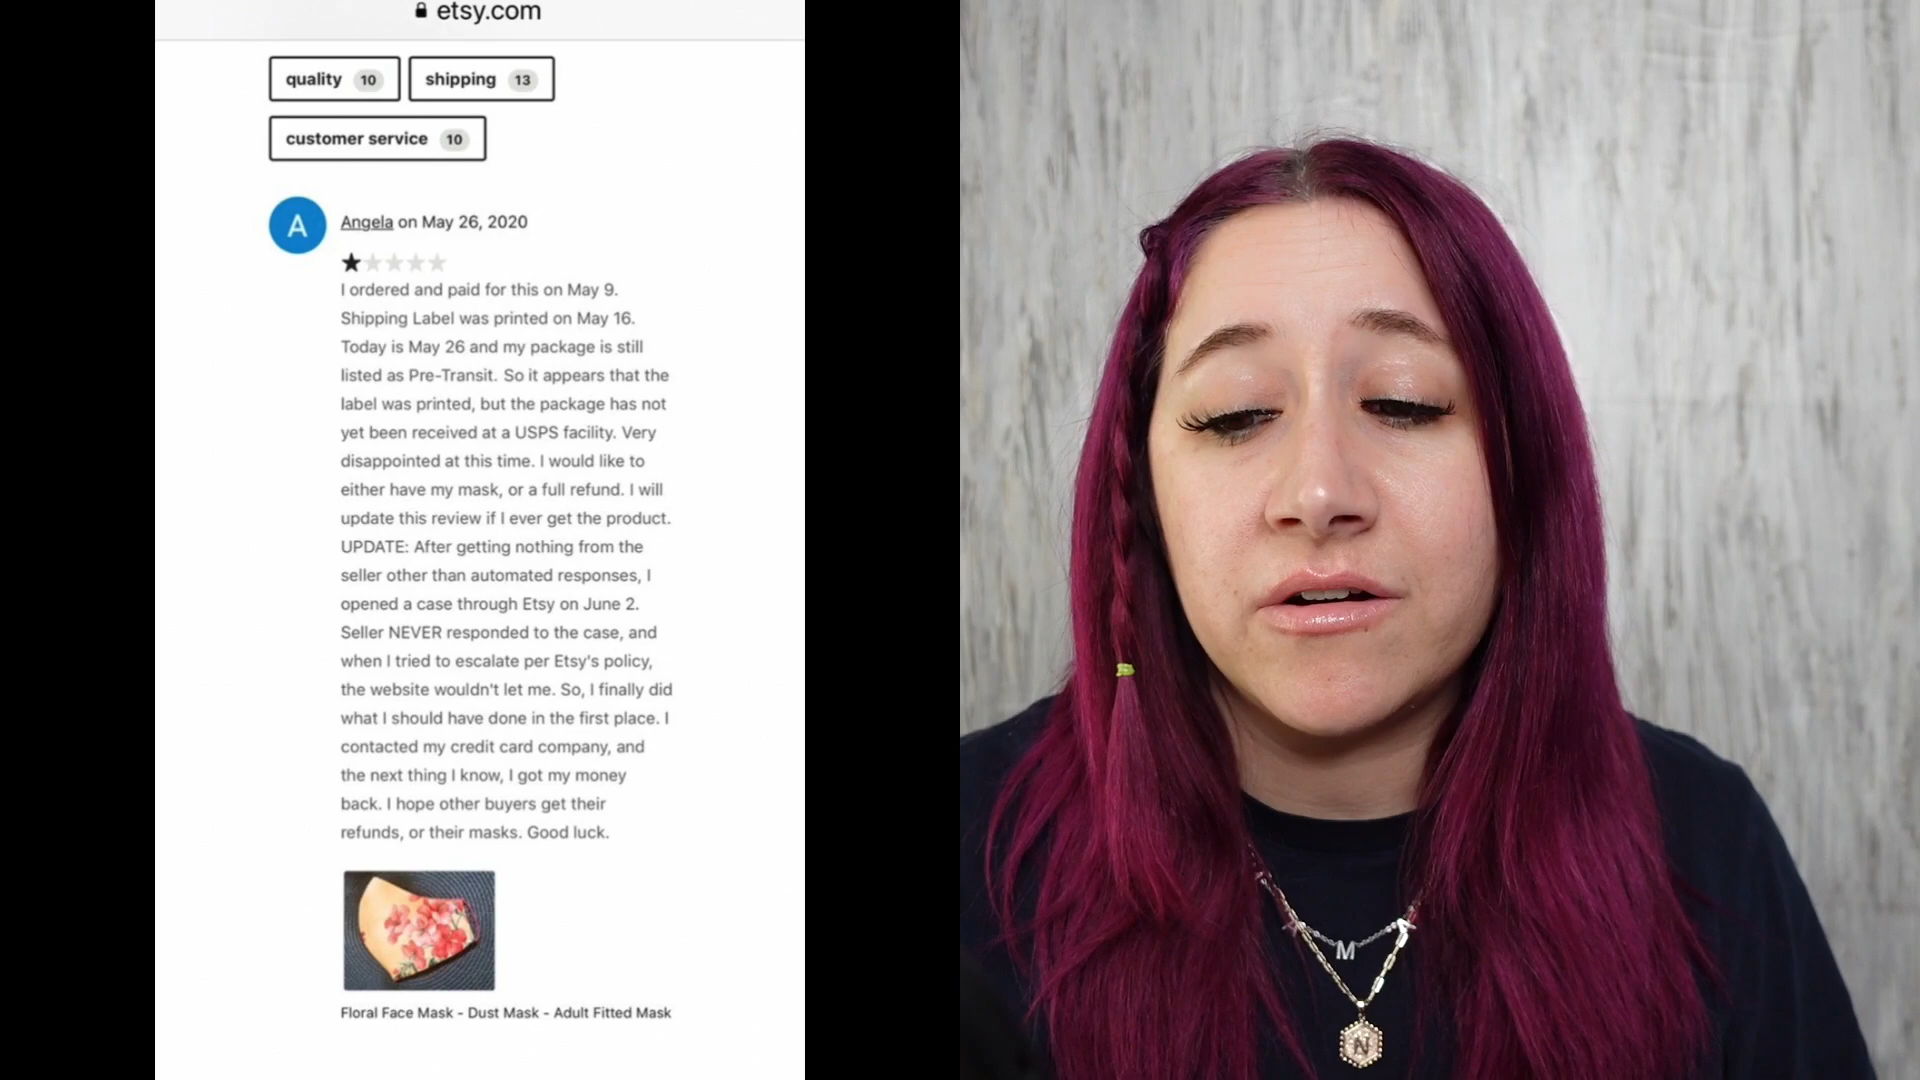 etsy.com
quality 10 shipping 13
customer service 10
A
Angela on May 26, 2020
I ordered and paid for this on May 9.
Shipping Label was printed on May 16.
Today is May 26 and my package is still
listed as Pre-Transit. So it appears that the
label was printed, but the package has not
yet been received at a USPS facility. Very
disappointed at this time. I would like to
either have my mask, or a full refund. I will
update this review if I ever get the product.
UPDATE: After getting nothing from the
seller other than automated responses, I
opened a case through Etsy on June 2.
Seller NEVER responded to the case, and
when I tried to escalate per Etsy's policy,
the website wouldn't let me. So, I finally did
what I should have done in the first place. I
contacted my credit card company, and
the next thing I know, I got my money
back. I hope other buyers get their
refunds, or their masks. Good luck.
Floral Face Mask - Dust Mask - Adult Fitted Mask
M
N